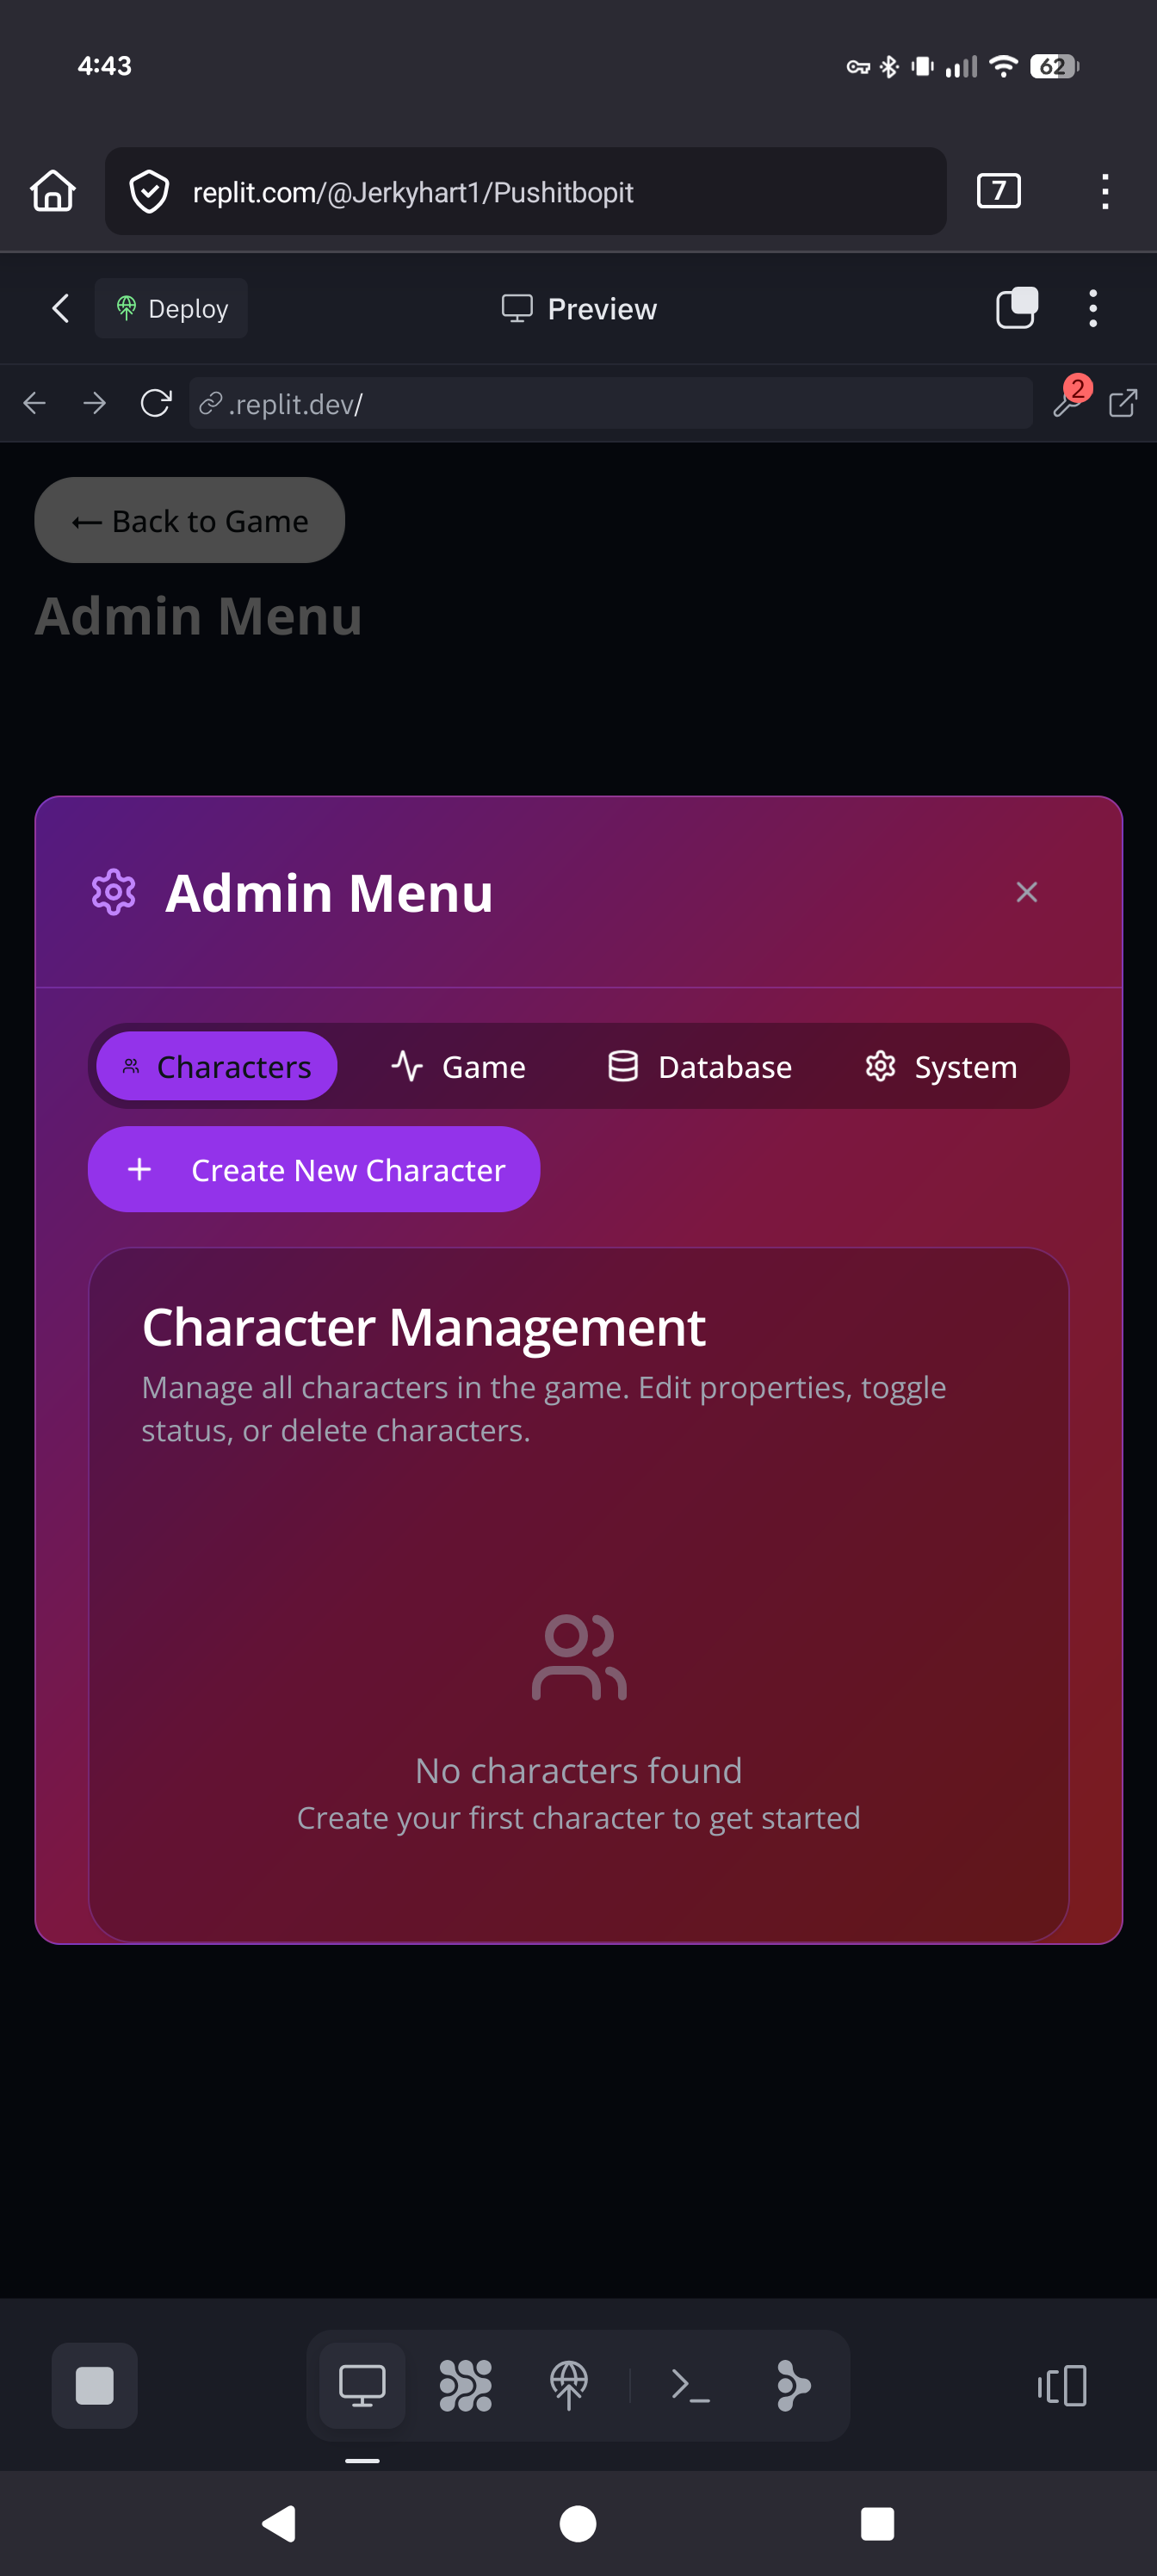 4:43
62
replit.com/@Jerkyhart1/Pushitbopit
7
Deploy
Preview
.replit.dev/
2
← Back to Game
Admin Menu
Admin Menu
Characters
Game
Database
System
Create New Character
Character Management
Manage all characters in the game. Edit properties, toggle
status, or delete characters.
No characters found
Create your first character to get started